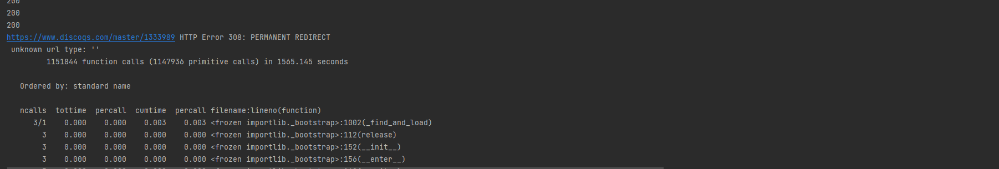 200
200
200
https://www.discogs.com/master/1333989 HTTP Error 308: PERMANENT REDIRECT
unknown url type: ''
1151844 function calls (1147936 primitive calls) in 1565.145 seconds
Ordered by: standard name
ncalls tottime percall cumtime percall filename:lineno(function)
3/1 0.000 0.000 0.003 0.003 <frozen importlib._bootstrap>:1002(_find_and_load)
3 0.000 0.000 0.000 0.000 <frozen importlib._bootstrap>:112(release)
3 0.000 0.000 0.000 0.000 <frozen importlib._bootstrap>:152(__init__)
3 0.000 0.000 0.000 0.000 <frozen importlib._bootstrap>:156(__enter__)